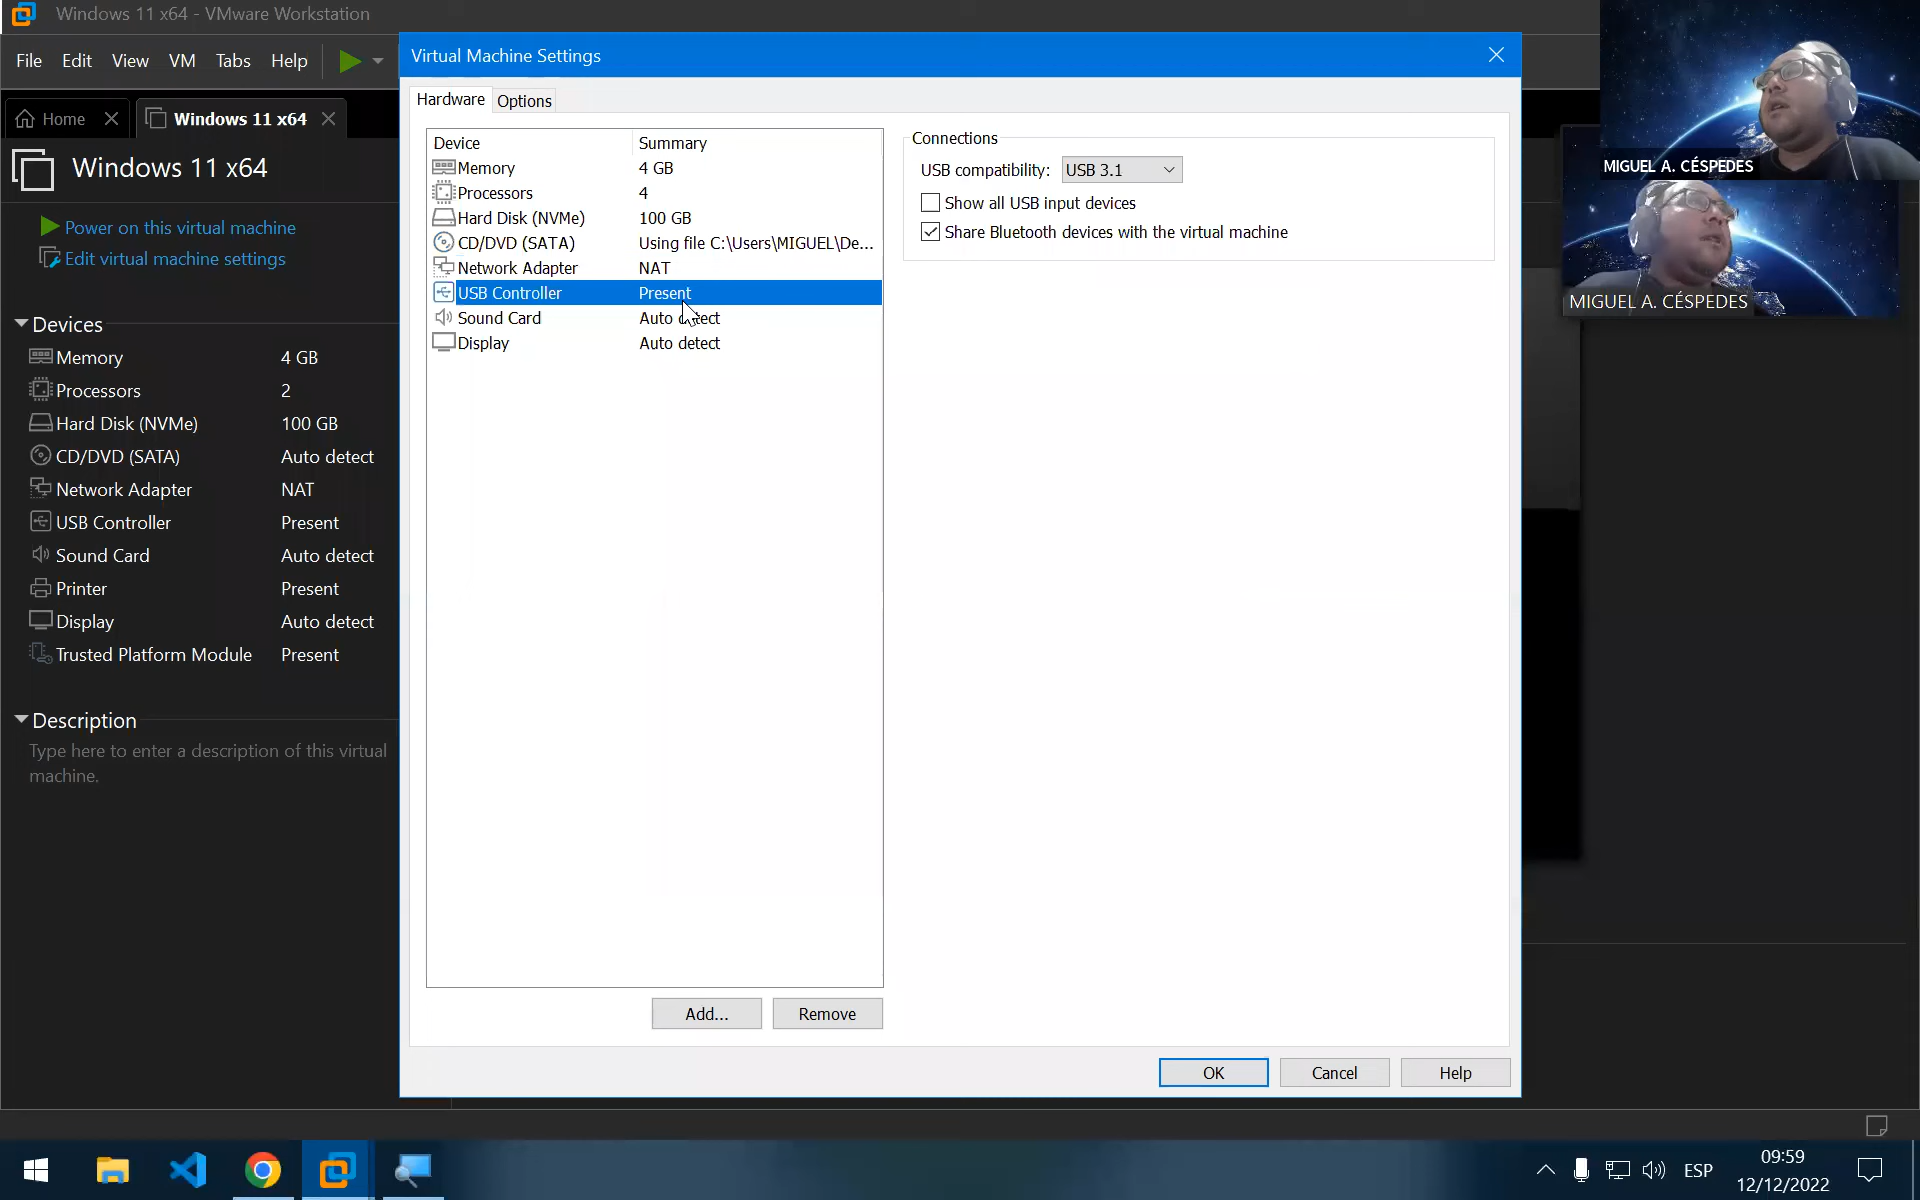 Windows 11 x64 - VMware Workstation
File Edit View VM Tabs Help
Home
Windows 11 x64
Windows 11 x64
Power on this virtual machine
Edit virtual machine settings
Devices
Memory 4 GB
Processors 2
Hard Disk (NVMe) 100 GB
CD/DVD (SATA) Auto detect
Network Adapter NAT
USB Controller Present
Sound Card Auto detect
Printer Present
Display Auto detect
Trusted Platform Module Present
Description
Type here to enter a description of this virtual
machine.
Virtual Machine Settings
Hardware Options
Device Summary
Memory 4 GB
Processors 4
Hard Disk (NVMe) 100 GB
CD/DVD (SATA) Using file C:\Users\MIGUEL\De...
Network Adapter NAT
USB Controller Present
Sound Card Auto detect
Display Auto detect
Add... Remove
Connections
USB compatibility: USB 3.1
Show all USB input devices
Share Bluetooth devices with the virtual machine
OK Cancel Help
MIGUEL A. CÉSPEDES
MIGUEL A. CÉSPEDES
ESP
09:59
12/12/2022